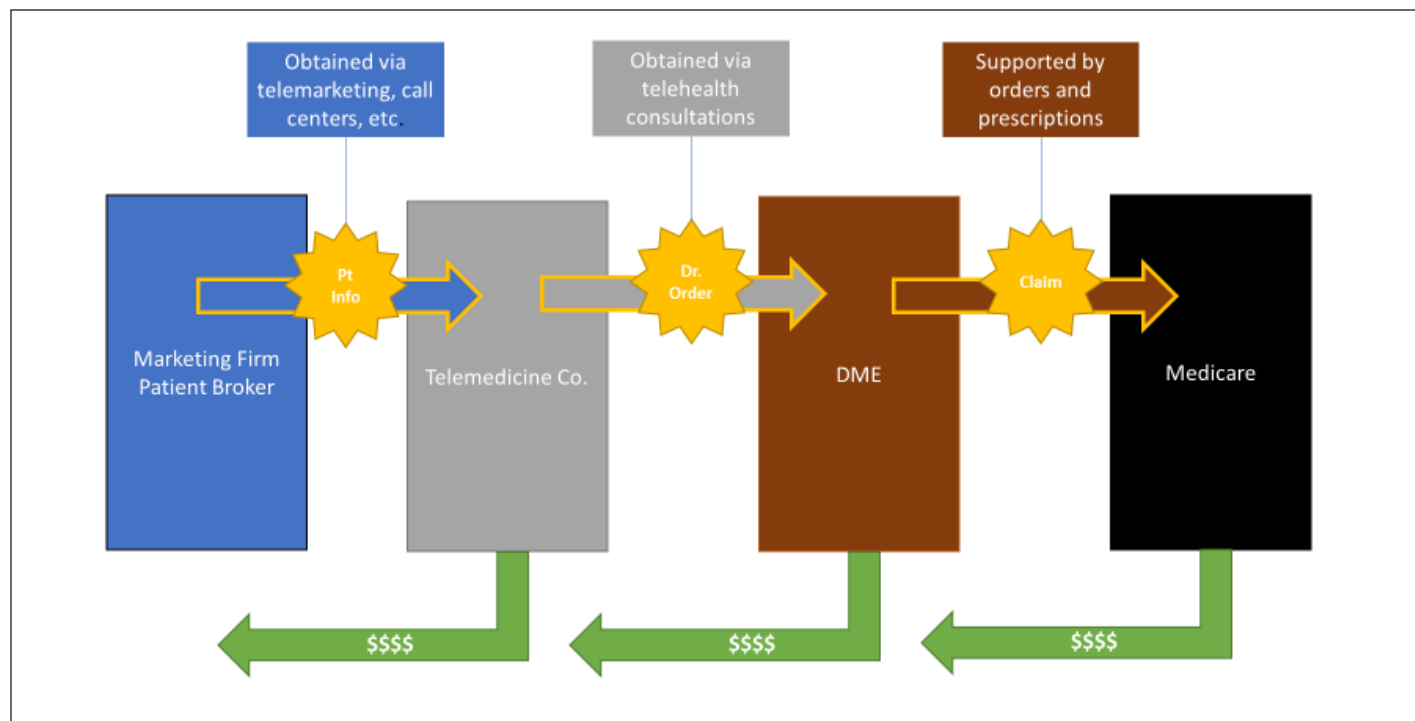 Obtained via
telemarketing, call
centers, etc.
Obtained via
telehealth
consultations
Supported by
orders and
prescriptions
Pt
Info
Dr.
Order
Claim
Marketing Firm
Patient Broker
Telemedicine Co.
DME
Medicare
$$$$
$$$$
$$$$